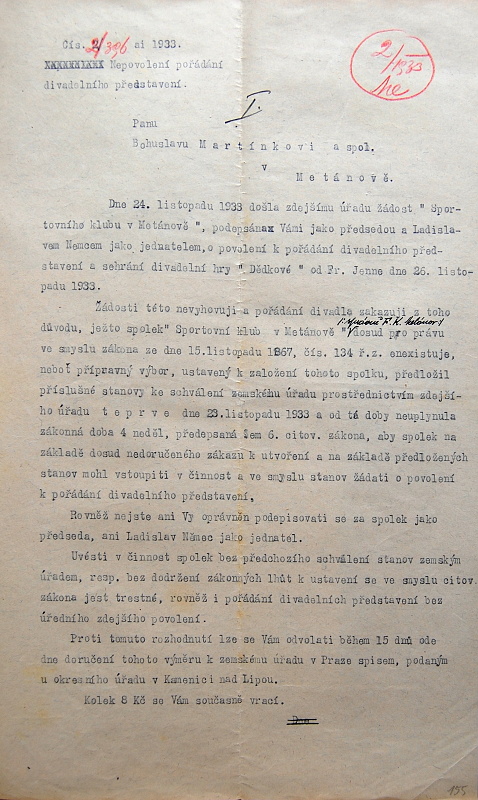 Čís. 2/396 ai 1933.
2/1933
Nepovolení pořádání
divadelního představení.
I.
Panu
Bohuslavu Martínkovi a spol.
v
Metánově.
Dne 24. listopadu 1933 došla zdejšímu úřadu žádost " Spor-
tovního klubu v Metánově ", podepsána Vámi jako předsedou a Ladisla-
vem Nemcem jako jednatelem, o povolení k pořádání divadelního před-
stavení a sehrání divadelní hry " Dědkové " od Fr. Jenne dne 26. listo-
padu 1933.
Žádosti této nevyhovuji a pořádání divadla zakazuji z toho
důvodu, ježto spolek" Sportovní klub v Metánově " dosud po právu
ve smyslu zákona ze dne 15.listopadu 1867, čís. 134 ř.z. enexistuje,
neboť přípravný výbor, ustavený k založení tohoto spolku, předložil
příslušné stanovy ke schválení zemskému úřadu prostřednictvím zdejší-
ho úřadu teprve dne 23.listopadu 1933 a od té doby neuplynula
zákonná doba 4 neděl, předepsaná §em 6. citov. zákona, aby spolek na
základě dosud nedoručeného zákazu k utvoření a na základě předložených
stanov mohl vstoupiti v činnost a ve smyslu stanov žádati o povolení
k pořádání divadelního představení,
Rovněž nejste ani Vy oprávněn podepisovati se za spolek jako
předseda, ani Ladislav Němec jako jednatel.
Uvésti v činnost spolek bez předchozího schválení stanov zemským
úřadem, resp. bez dodržení zákonných lhůt k ustavení se ve smyslu citov.
zákona jest trestné, rovněž i pořádání divadelních představení bez
úředního zdejšího povolení.
Proti tomuto rozhodnutí lze se Vám odvolati během 15 dnů ode
dne doručení tohoto výměru k zemskému úřadu v Praze spisem, podaným
u okresního úřadu v Kamenici nad Lipou.
Kolek 8 Kč se Vám současně vrací.
Dne
155